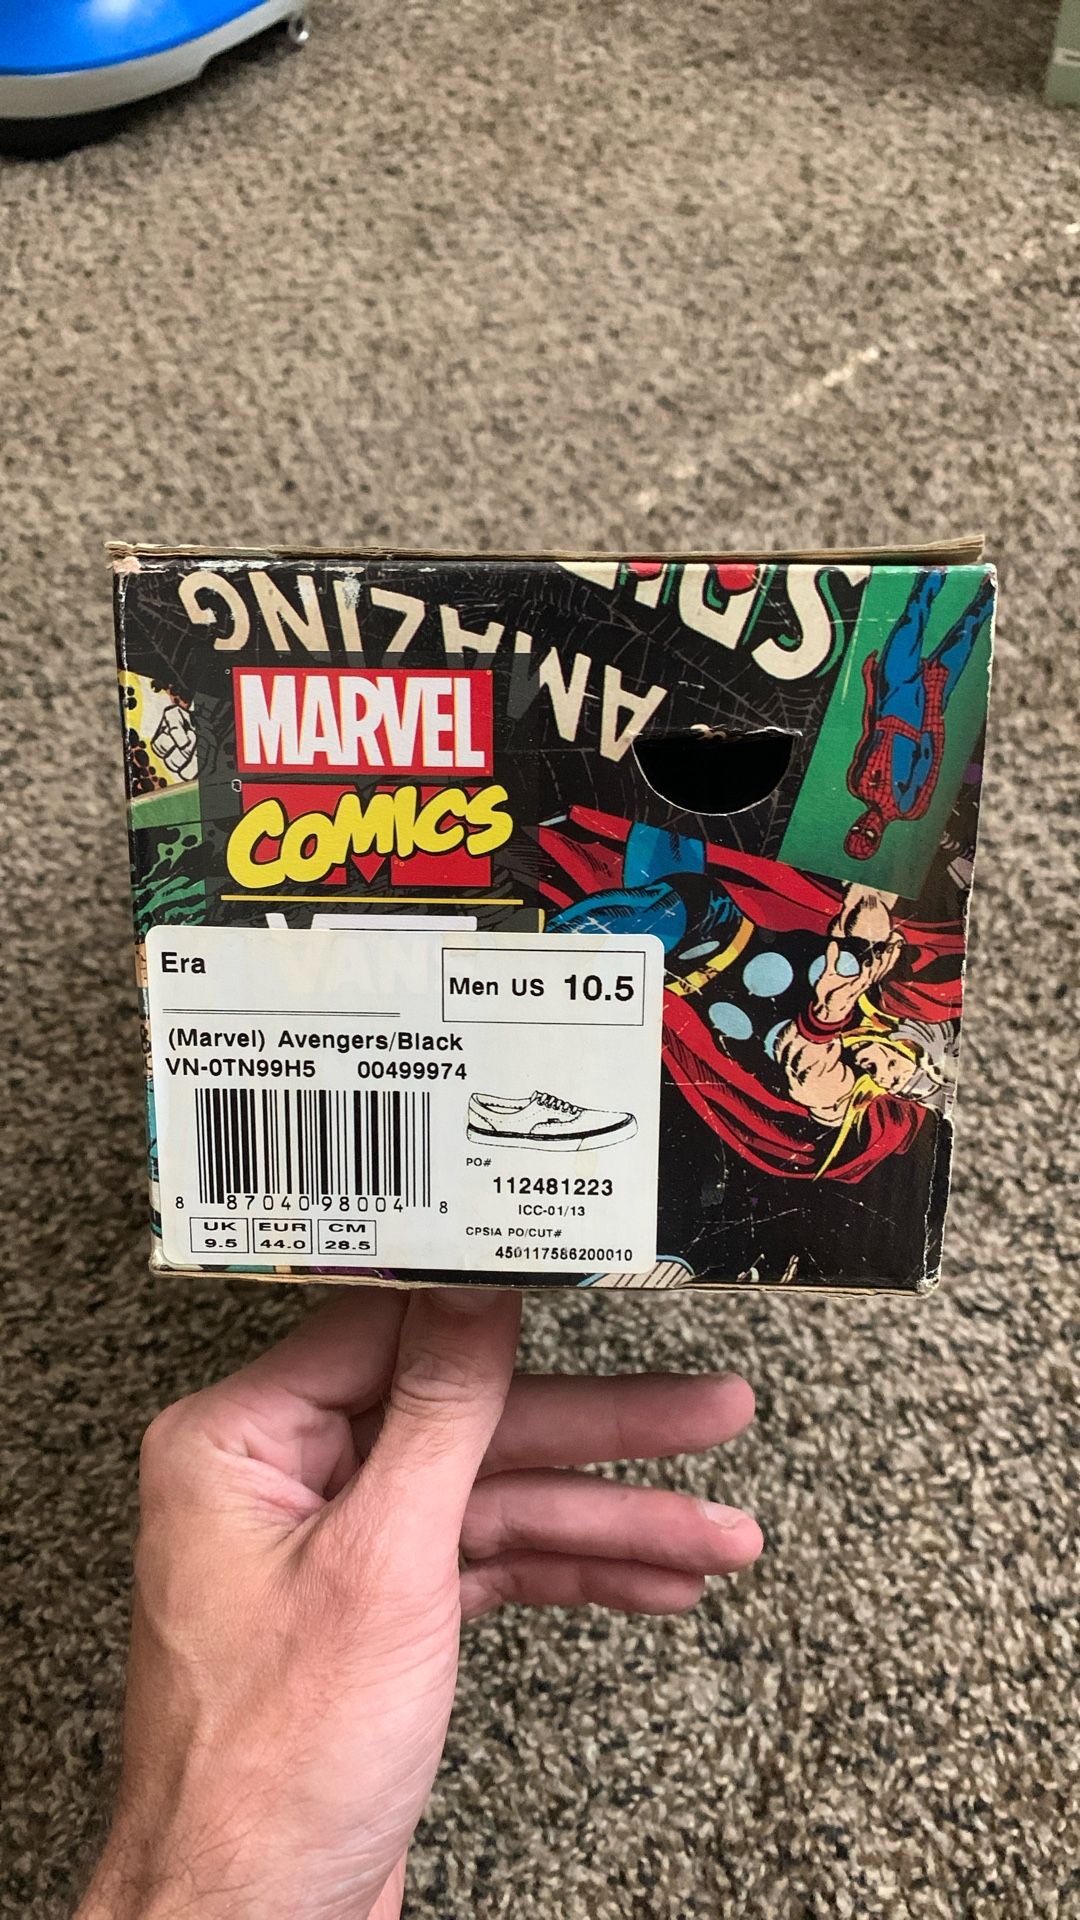 AMAZING
SPI
MARVEL
COMICS
Era
Men US 10.5
(Marvel) Avengers/Black
VN-0TN99H5 00499974
8 87040 98004 8
PO#
112481223
ICC-01/13
CPSIA PO/CUT#
450117586200010
UK EUR CM
9.5 44.0 28.5